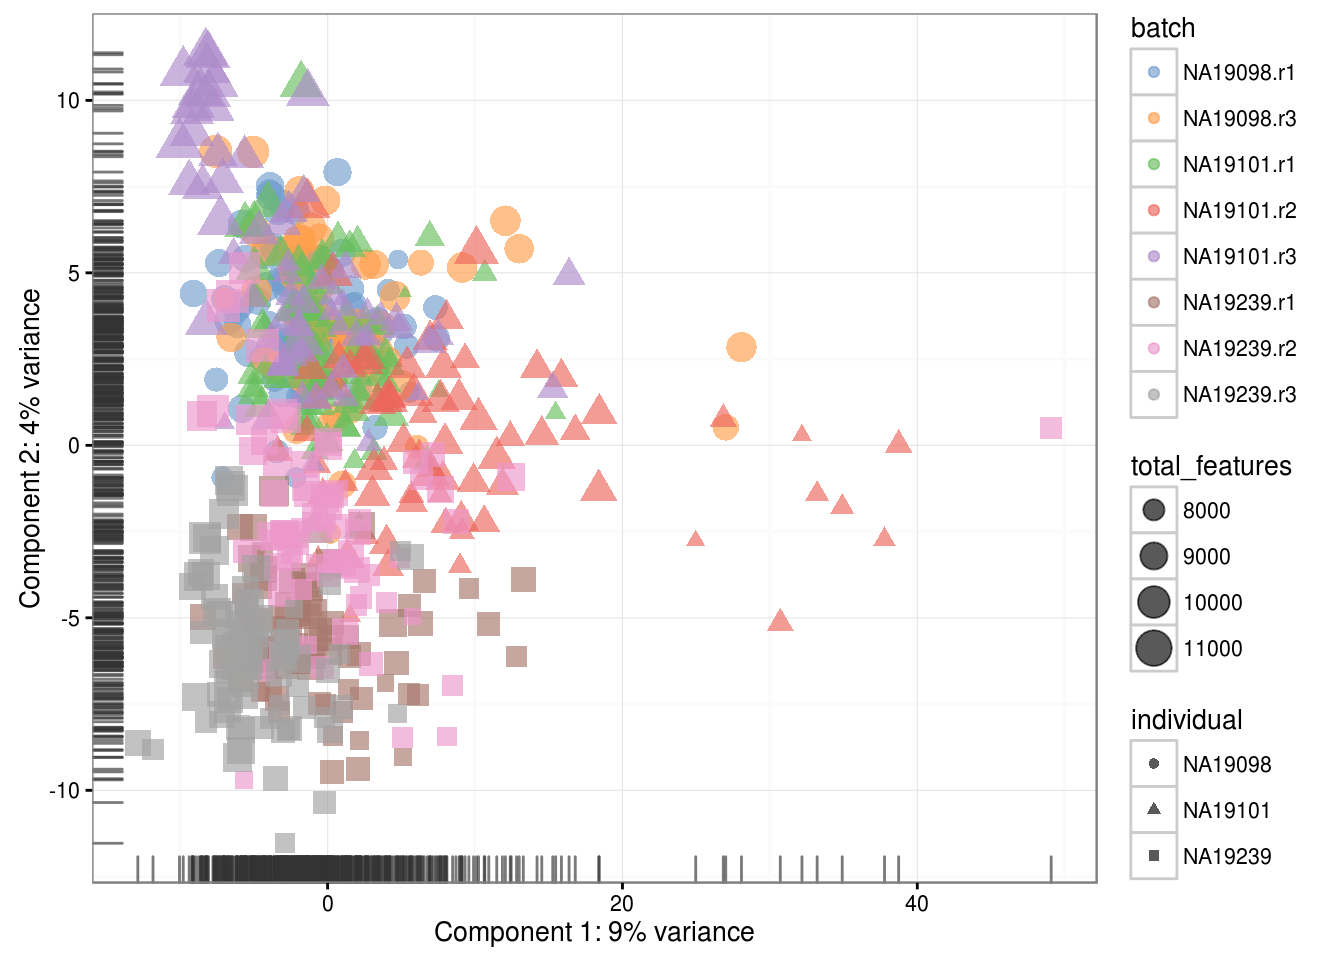 batch
NA19098.r1
NA19098.r3
NA19101.r1
NA19101.r2
NA19101.r3
NA19239.r1
NA19239.r2
NA19239.r3
total_features
8000
9000
10000
11000
individual
NA19098
NA19101
NA19239
10
5
0
-5
-10
Component 2: 4% variance
0
20
40
Component 1: 9% variance